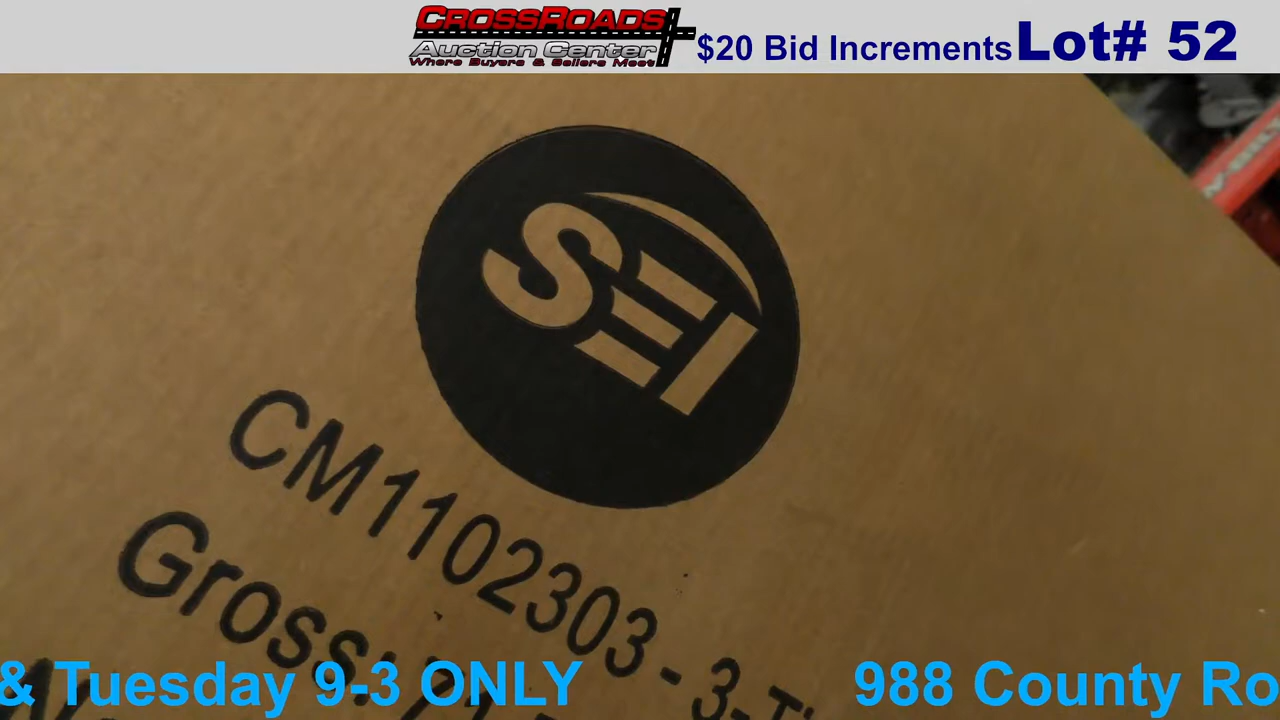 CROSSROADS
Auction Center
Where Buyers & Sellers Meet
$20 Bid Increments
Lot# 52
SEI
CM1102303 - 3-Ti
Gross:
& Tuesday 9-3 ONLY
988 County Ro